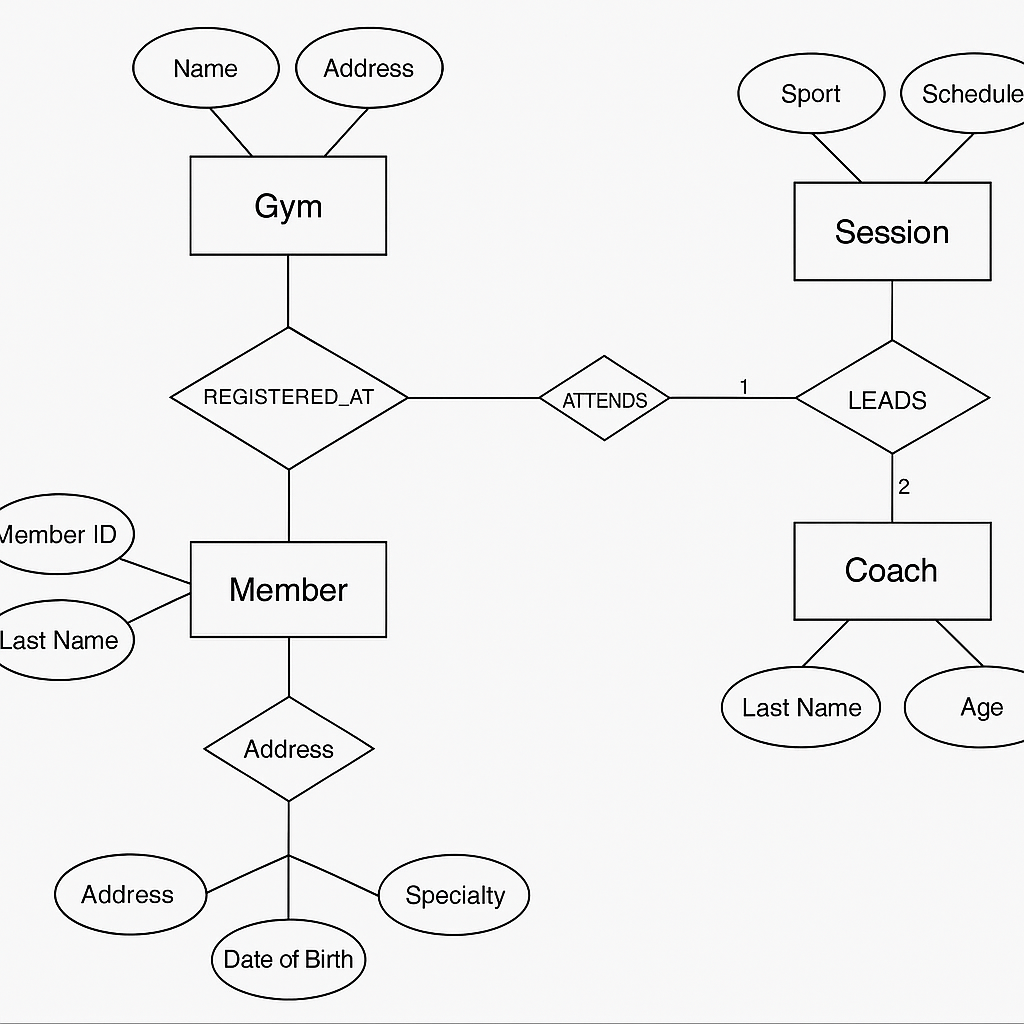 Name
Address
Sport
Schedule
Gym
Session
REGISTERED_AT
ATTENDS
1
LEADS
2
Member ID
Last Name
Member
Coach
Last Name
Age
Address
Address
Specialty
Date of Birth